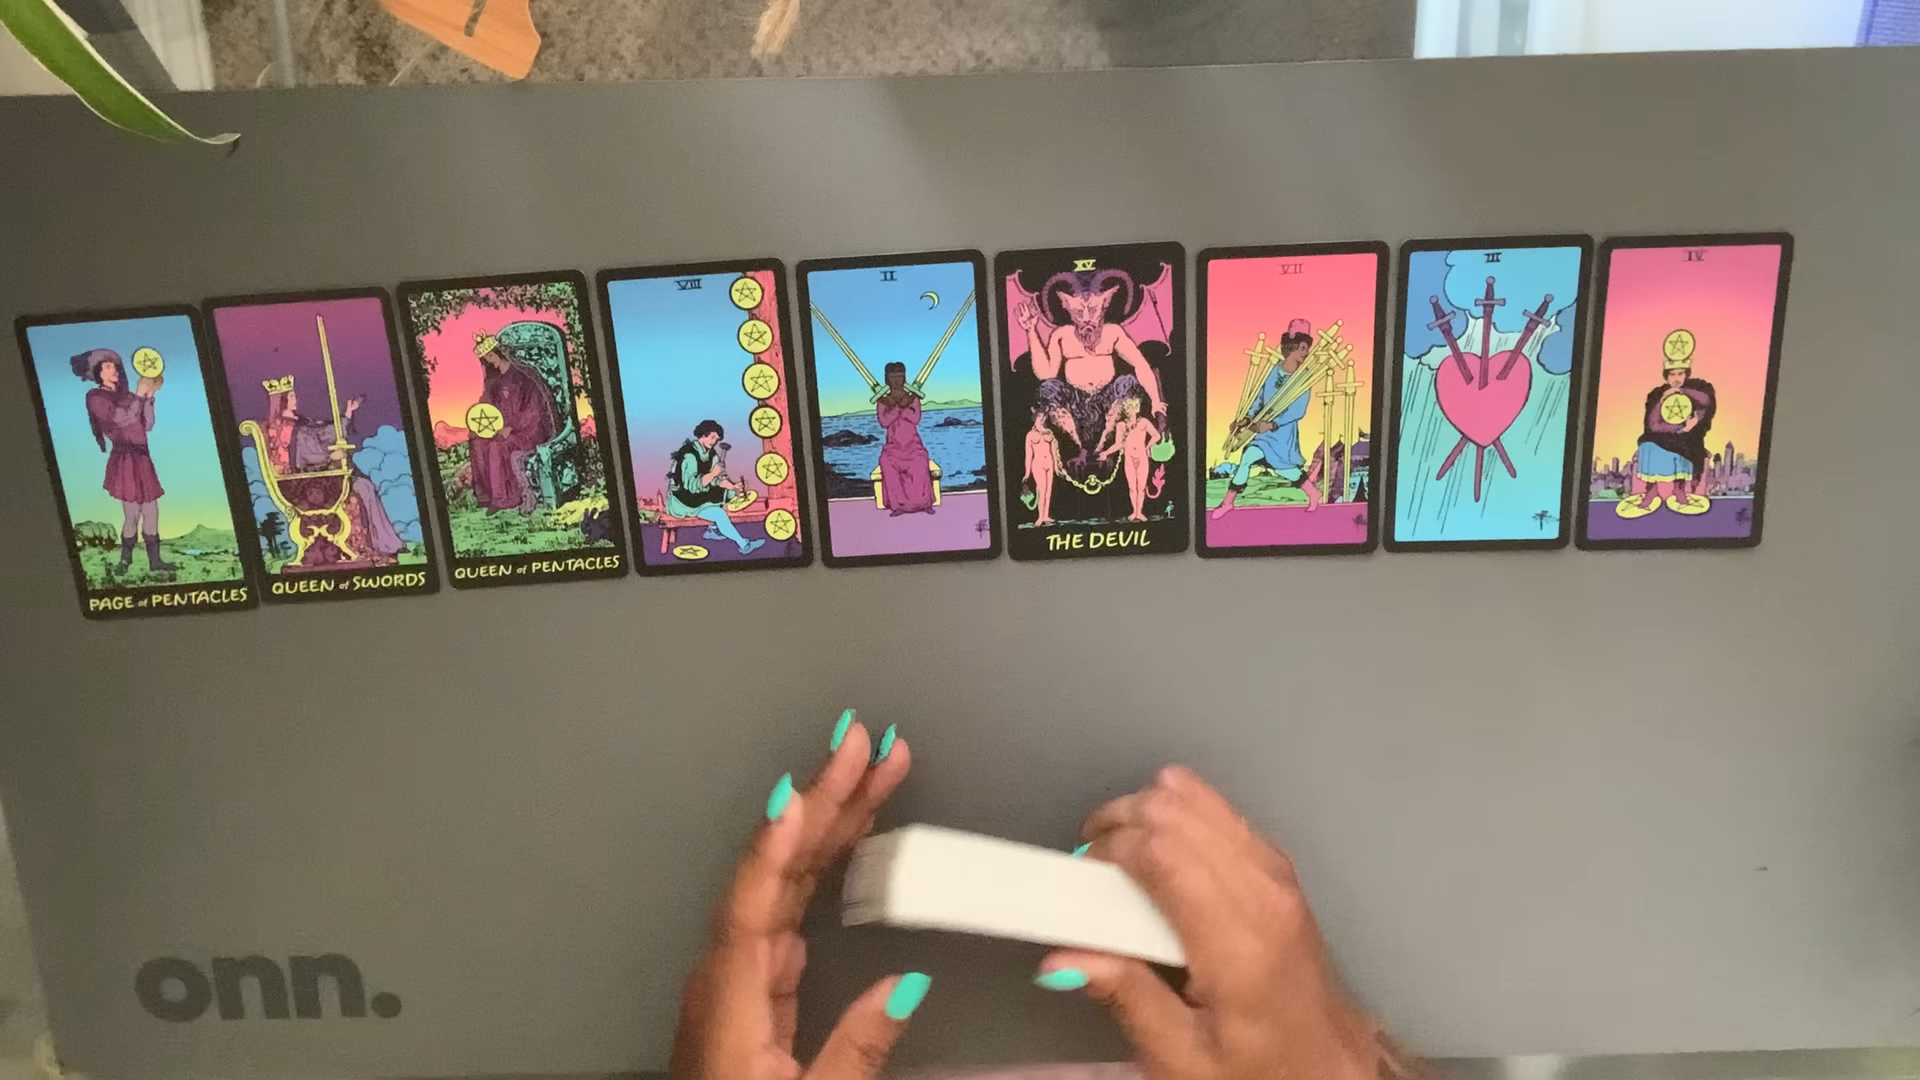 PAGE of PENTACLES
QUEEN of SWORDS
QUEEN of PENTACLES
VIII
II
XV
THE DEVIL
VII
III
IV
onn.